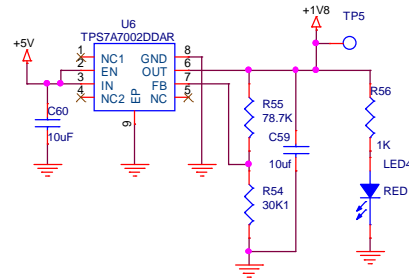 +1V8
TP5
U6
TPS7A7002DDAR
+5V
1
NC1
GND
8
2
EN
OUT
6
3
IN
FB
7
4
NC2
NC
5
EP
9
C60
10uF
R55
78.7K
C59
10uf
R54
30K1
R56
1K
LED4
RED